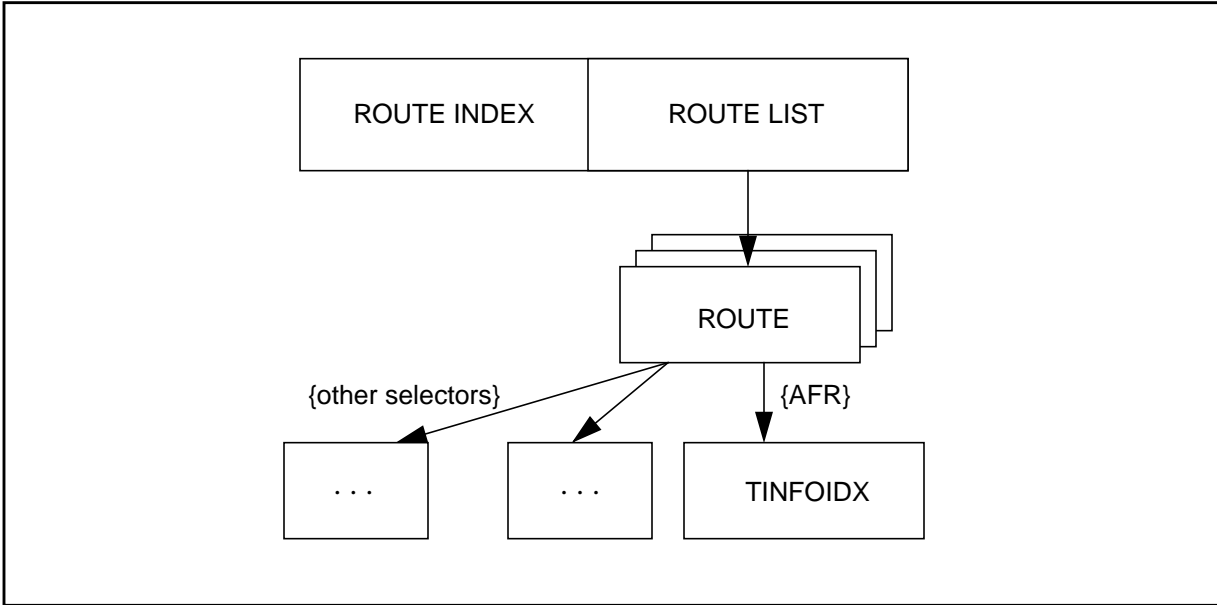 ROUTE INDEX
ROUTE LIST
ROUTE
{other selectors}
{AFR}
. . .
. . .
TINFOIDX